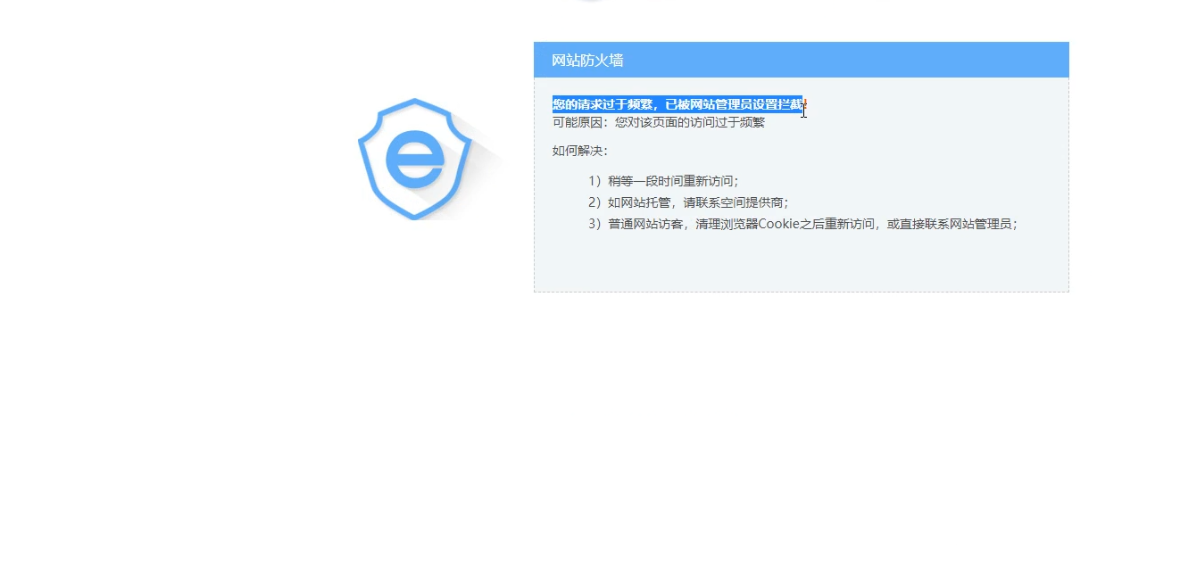 网站防火墙
您的请求过于频繁，已被网站管理员设置拦截！
可能原因：您对该页面的访问过于频繁
如何解决：
1）稍等一段时间重新访问；
2）如网站托管，请联系空间提供商；
3）普通网站访客，清理浏览器Cookie之后重新访问，或直接联系网站管理员；